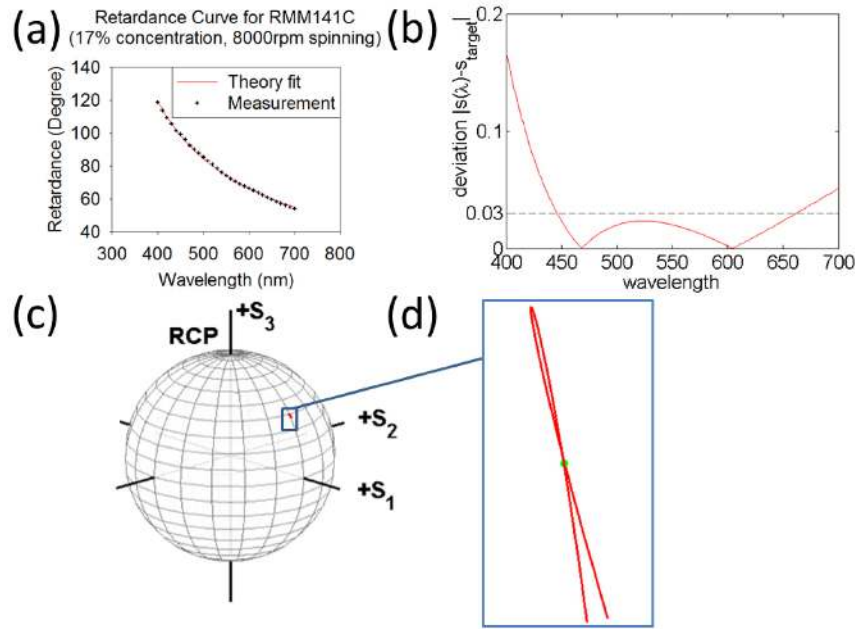 (a)
Retardance Curve for RMM141C
(17% concentration, 8000rpm spinning)
Retardance (Degree)
140
120
100
80
60
40
Theory fit
Measurement
300 400 500 600 700 800
Wavelength (nm)
(b)
deviation |s(λ)-s_target|
0.2
0.1
0.03
0
400 450 500 550 600 650 700
wavelength
(c)
+S3
RCP
+S2
+S1
(d)